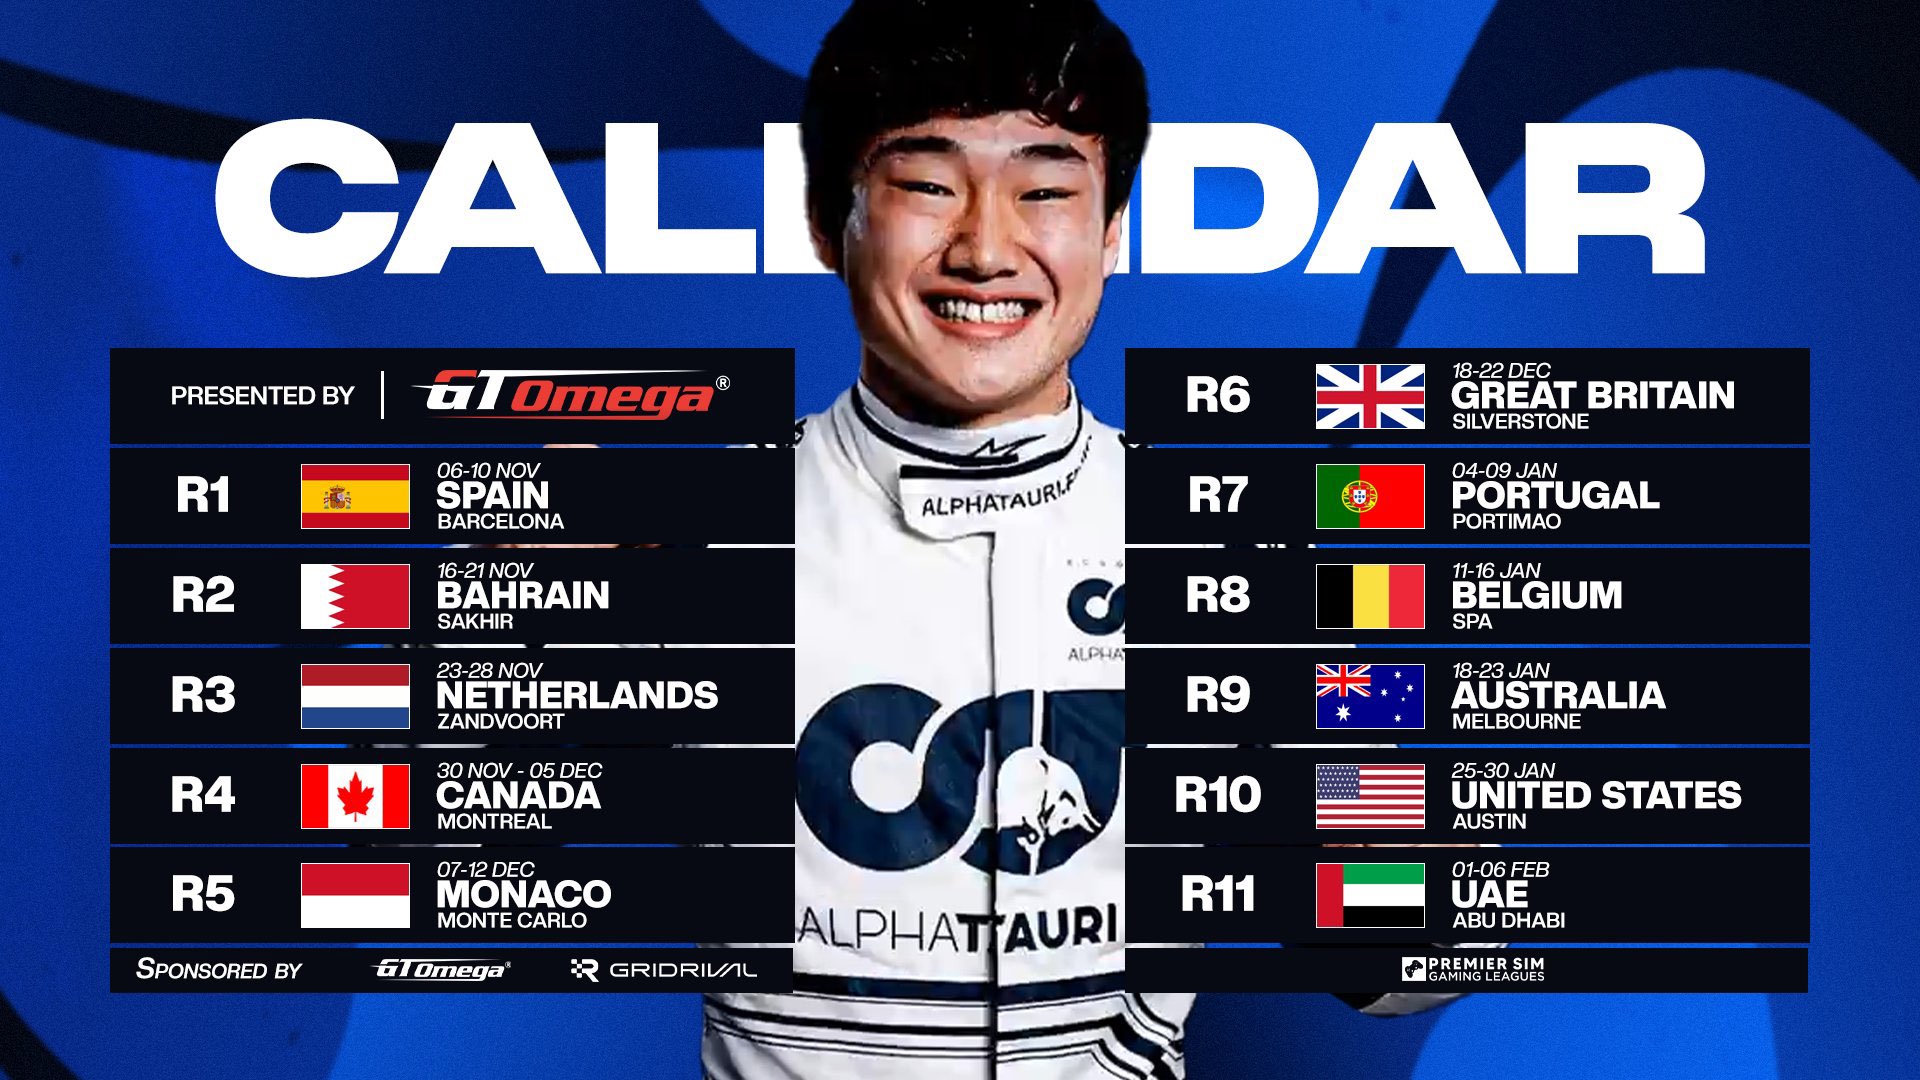 CALENDAR
PRESENTED BY GT Omega®
R1
06-10 NOV
SPAIN
BARCELONA
R2
16-21 NOV
BAHRAIN
SAKHIR
R3
23-28 NOV
NETHERLANDS
ZANDVOORT
R4
30 NOV - 05 DEC
CANADA
MONTREAL
R5
07-12 DEC
MONACO
MONTE CARLO
SPONSORED BY GT Omega® GRIDRIVAL
R6
18-22 DEC
GREAT BRITAIN
SILVERSTONE
R7
04-09 JAN
PORTUGAL
PORTIMAO
R8
11-16 JAN
BELGIUM
SPA
R9
18-23 JAN
AUSTRALIA
MELBOURNE
R10
25-30 JAN
UNITED STATES
AUSTIN
R11
01-06 FEB
UAE
ABU DHABI
PREMIER SIM
GAMING LEAGUES
ALPHATAURI.F
ALPHA
ALPHATAURI